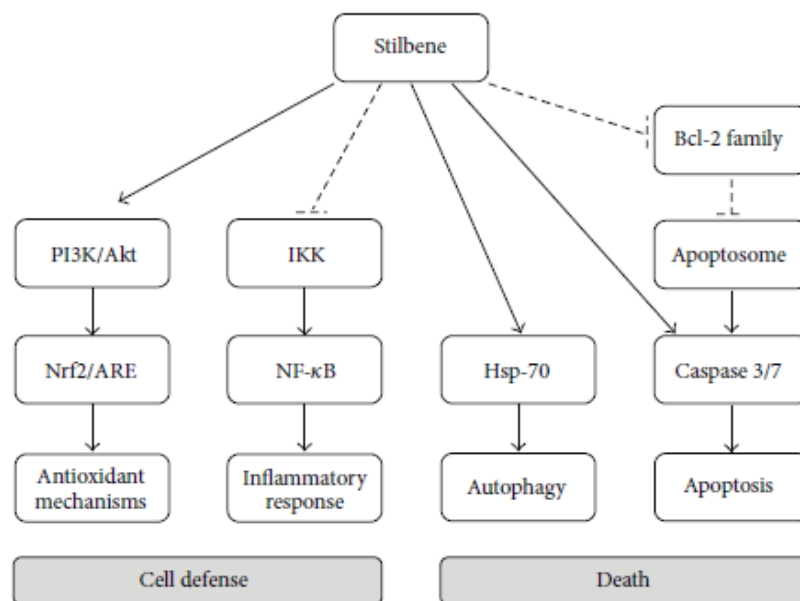 Stilbene
Bcl-2 family
PI3K/Akt
IKK
Apoptosome
Nrf2/ARE
NF-κB
Hsp-70
Caspase 3/7
Antioxidant
mechanisms
Inflammatory
response
Autophagy
Apoptosis
Cell defense
Death